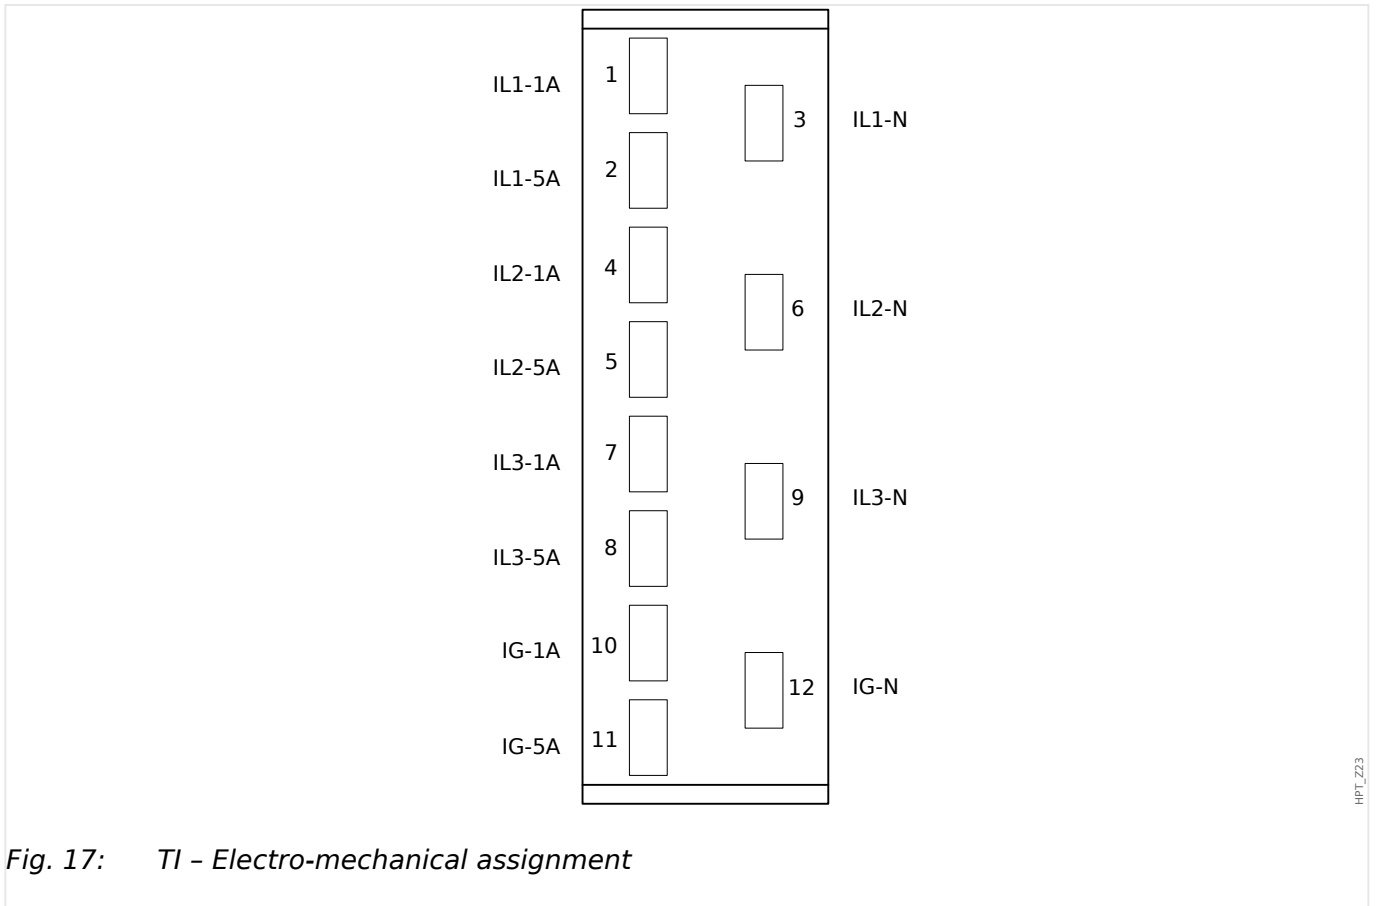 IL1-1A 1
3 IL1-N
IL1-5A 2
IL2-1A 4
6 IL2-N
IL2-5A 5
IL3-1A 7
9 IL3-N
IL3-5A 8
IG-1A 10
12 IG-N
IG-5A 11
HPT_Z23
Fig. 17: TI – Electro-mechanical assignment